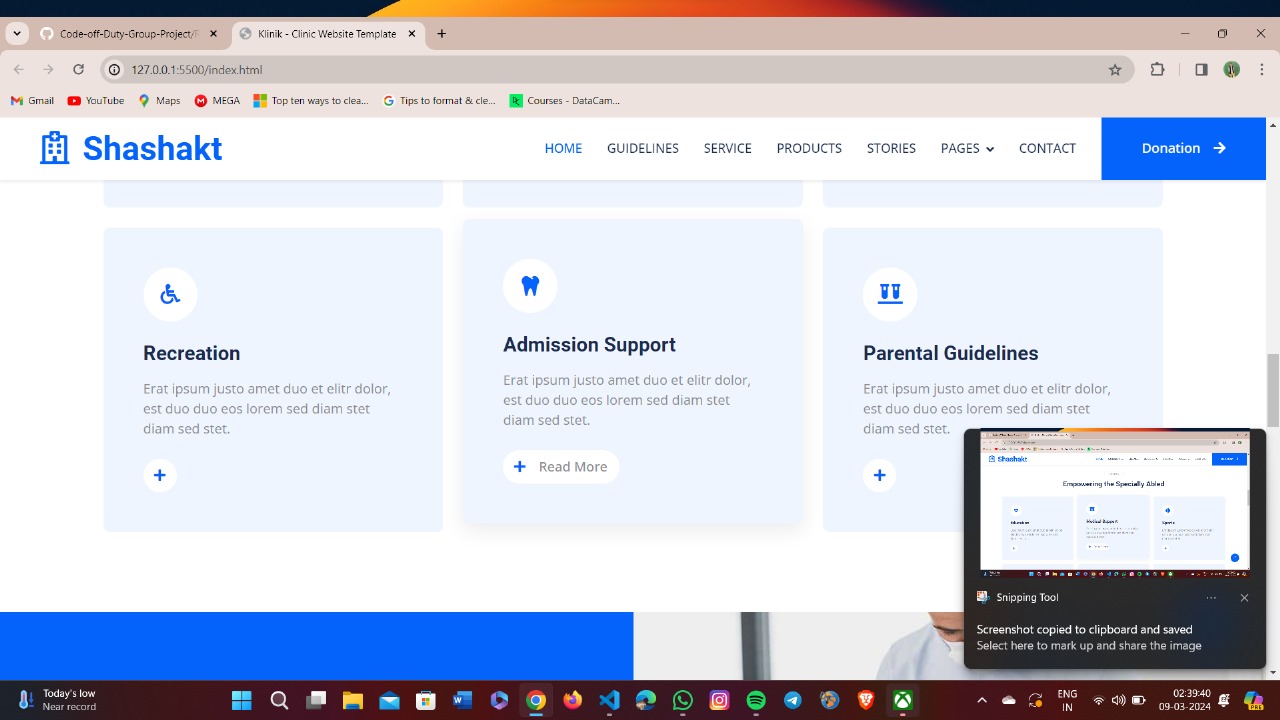 Code-off-Duty-Group-Project/F
Klinik - Clinic Website Template
127.0.0.1:5500/index.html
Gmail YouTube Maps MEGA Top ten ways to clea... Tips to format & cle... Courses - DataCam...
Shashakt
HOME GUIDELINES SERVICE PRODUCTS STORIES PAGES CONTACT Donation
Recreation
Erat ipsum justo amet duo et elitr dolor,
est duo duo eos lorem sed diam stet
diam sed stet.
Admission Support
Erat ipsum justo amet duo et elitr dolor,
est duo duo eos lorem sed diam stet
diam sed stet.
Read More
Parental Guidelines
Erat ipsum justo amet duo et elitr dolor,
est duo duo eos lorem sed diam stet
diam sed stet.
Shashakt
Empowering the Specially Abled
Education
Medical Support
Sports
Snipping Tool
Screenshot copied to clipboard and saved
Select here to mark up and share the image
Today's low
Near record
ENG
IN
02:39:40
09-03-2024